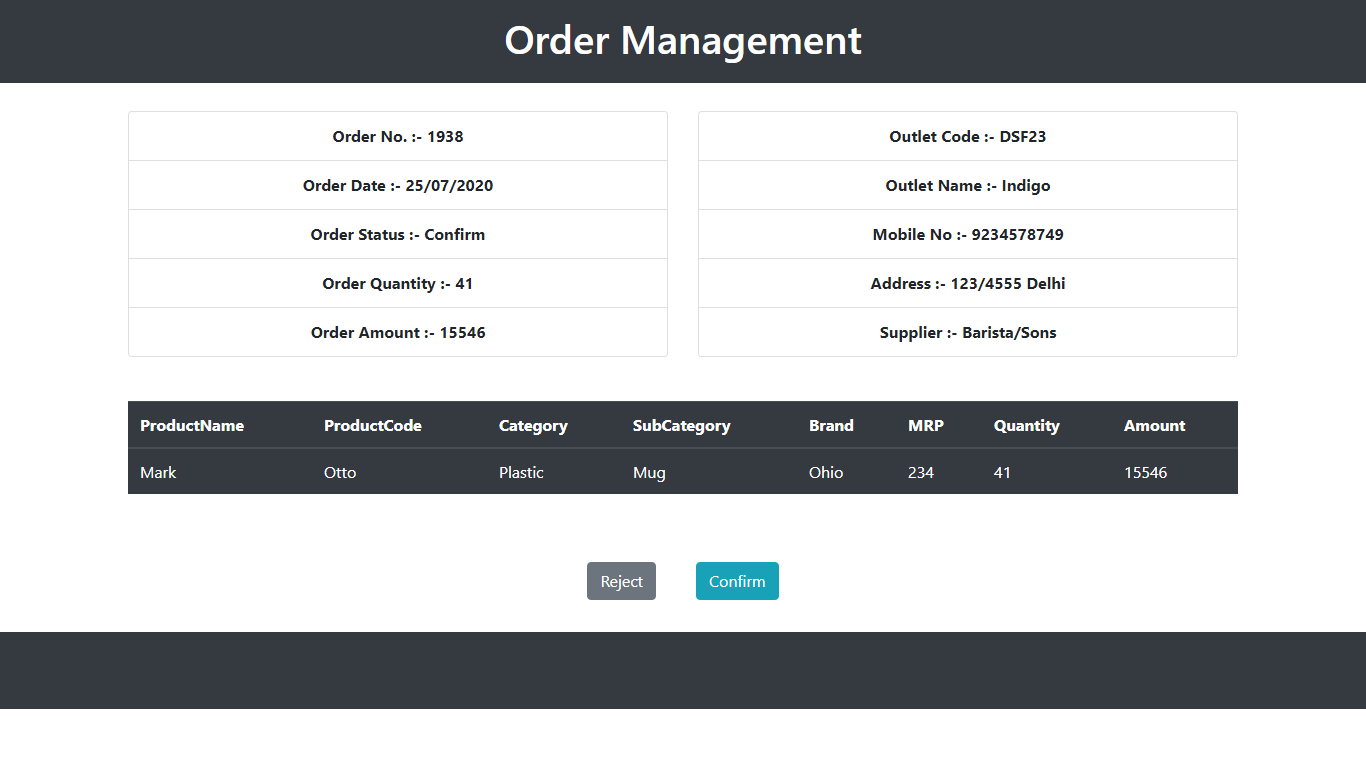 Order Management
Order No. :- 1938
Order Date :- 25/07/2020
Order Status :- Confirm
Order Quantity :- 41
Order Amount :- 15546
Outlet Code :- DSF23
Outlet Name :- Indigo
Mobile No :- 9234578749
Address :- 123/4555 Delhi
Supplier :- Barista/Sons
ProductName ProductCode Category SubCategory Brand MRP Quantity Amount
Mark Otto Plastic Mug Ohio 234 41 15546
Reject Confirm